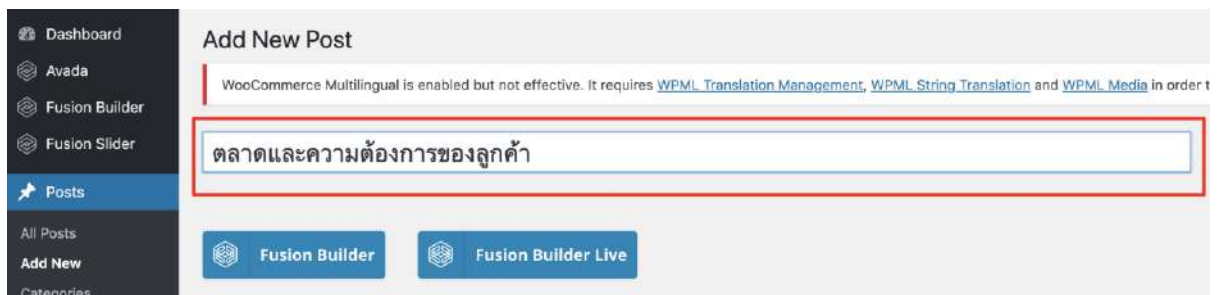 Dashboard
Avada
Fusion Builder
Fusion Slider
Posts
All Posts
Add New
Categories
Add New Post
WooCommerce Multilingual is enabled but not effective. It requires WPML Translation Management, WPML String Translation and WPML Media in order t
ตลาดและความต้องการของลูกค้า
Fusion Builder
Fusion Builder Live